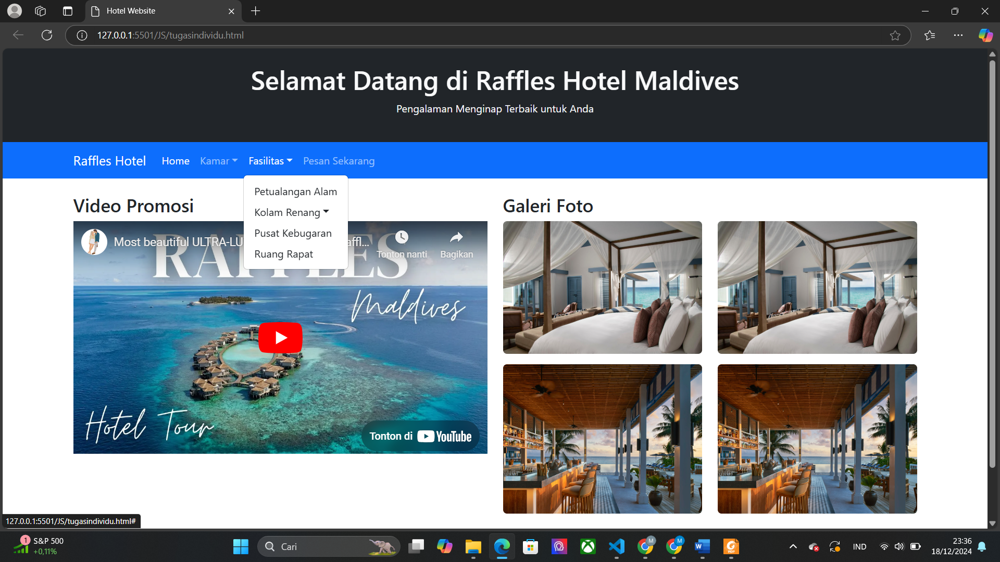 Hotel Website
127.0.0.1:5501/JS/tugasindividu.html
Selamat Datang di Raffles Hotel Maldives
Pengalaman Menginap Terbaik untuk Anda
Raffles Hotel Home Kamar Fasilitas Pesan Sekarang
Petualangan Alam
Kolam Renang
Pusat Kebugaran
Ruang Rapat
Video Promosi
Most beautiful ULTRA-LU
affl...
Tonton nanti
Bagikan
RAFFLES
Maldives
Hotel Tour
Tonton di YouTube
Galeri Foto
127.0.0.1:5501/JS/tugasindividu.html#
1
S&P 500
+0,11%
Cari
M
M
W
PDF
IND
23:36
18/12/2024